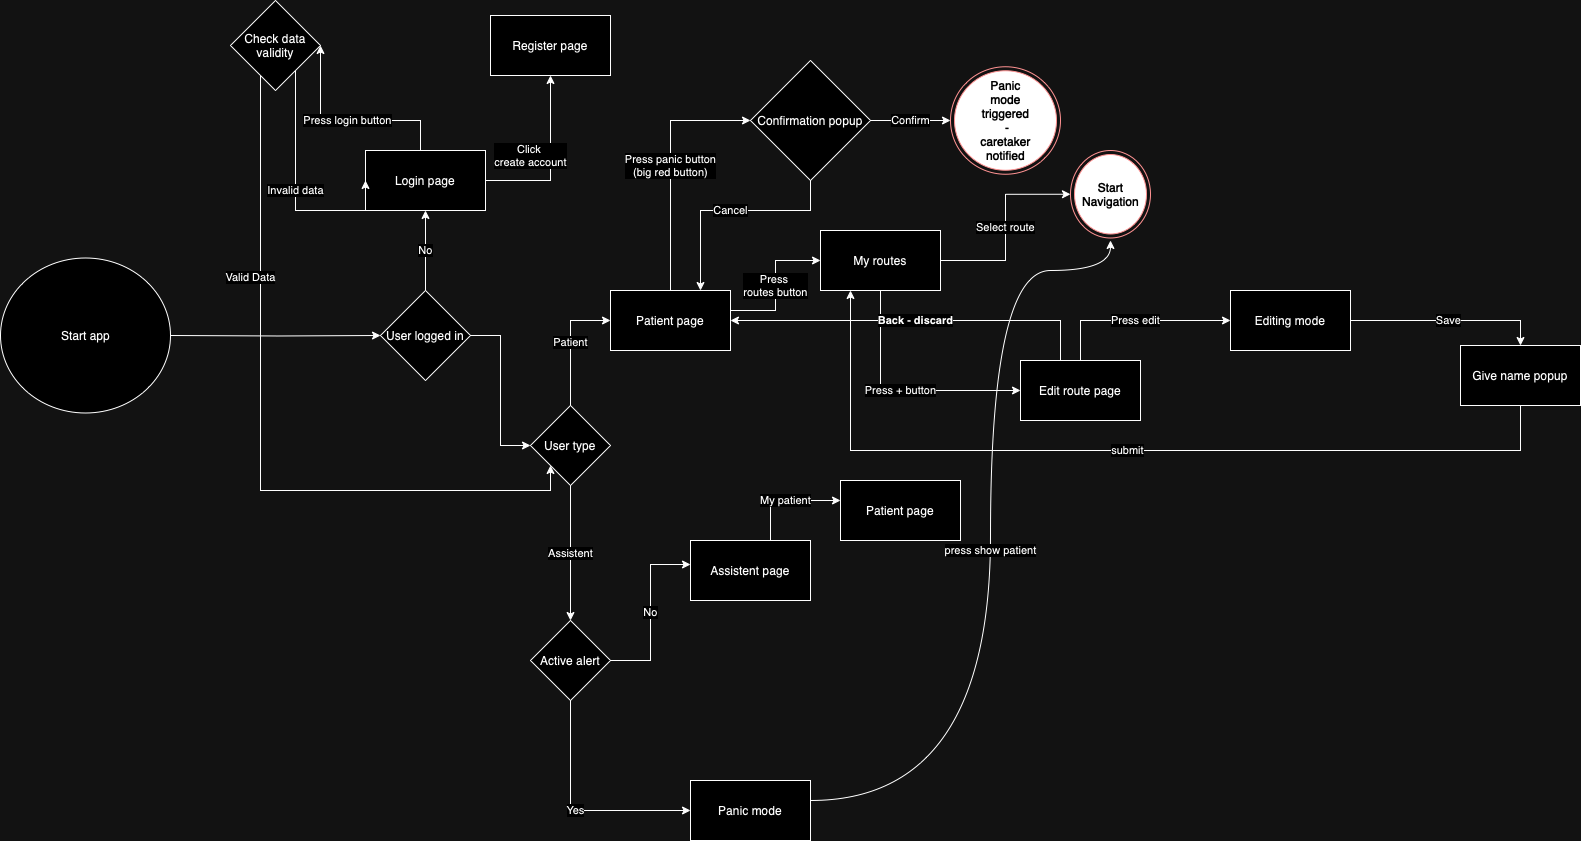 Check data
validity
Register page
Press login button
Click
create account
Login page
Invalid data
No
Valid Data
Start app
User logged in
Confirmation popup
Confirm
Panic
mode
triggered
-
caretaker
notified
Press panic button
(big red button)
Cancel
Start
Navigation
Select route
My routes
Press
routes button
Patient page
Patient
Back - discard
Press edit
Editing mode
Save
Give name popup
Press + button
Edit route page
submit
User type
My patient
Patient page
press show patient
Assistent
Assistent page
No
Active alert
Yes
Panic mode